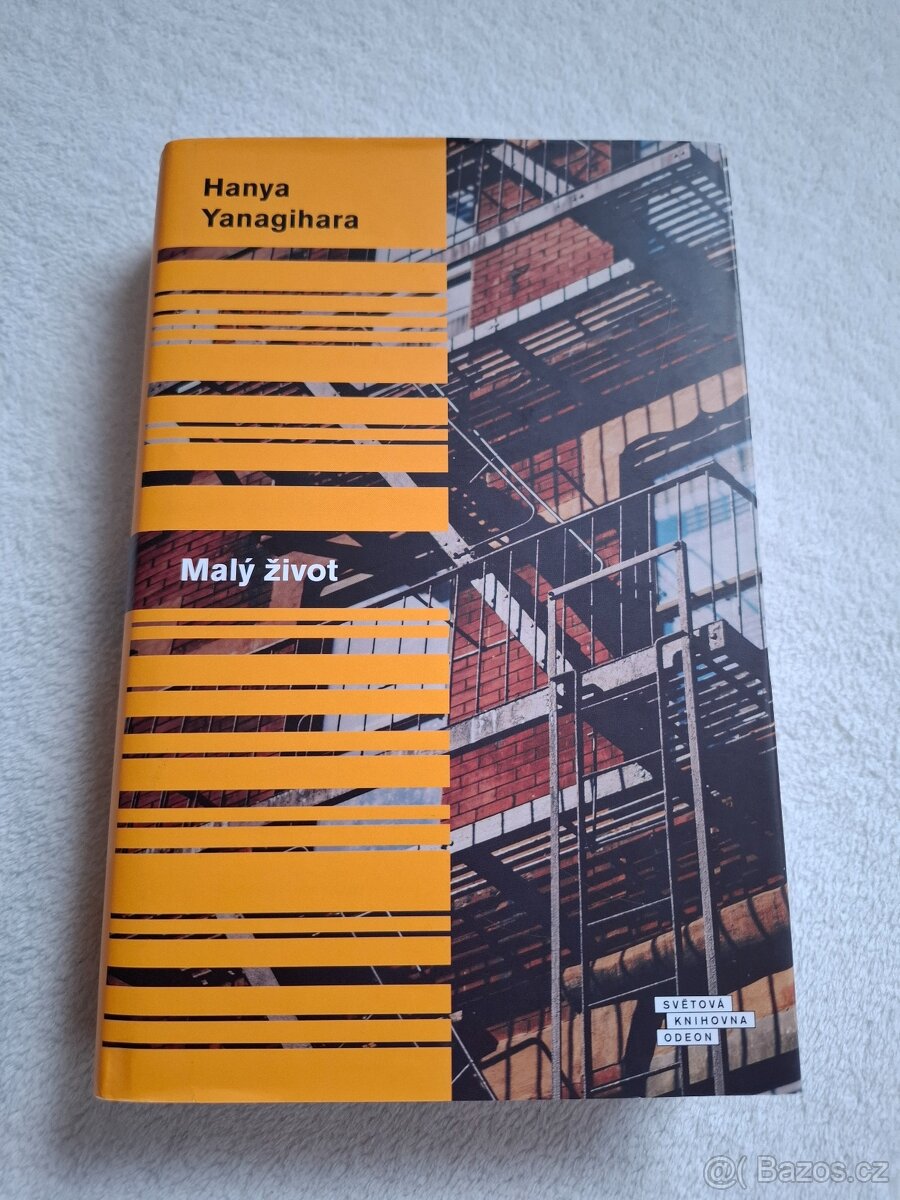 Hanya
Yanagihara
Malý život
SVĚTOVÁ
KNIHOVNA
ODEON
@( Bazos.cz